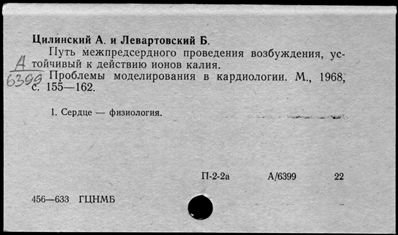 Цилинский А. и Левартовский Б.
Путь межпредсердного проведения возбуждения, ус-
тойчивый к действию ионов калия.
А
6399
Проблемы моделирования в кардиологии. М., 1968,
с. 155—162.
1. Сердце — физиология.
П-2-2а А/6399 22
456—633 ГЦНМБ